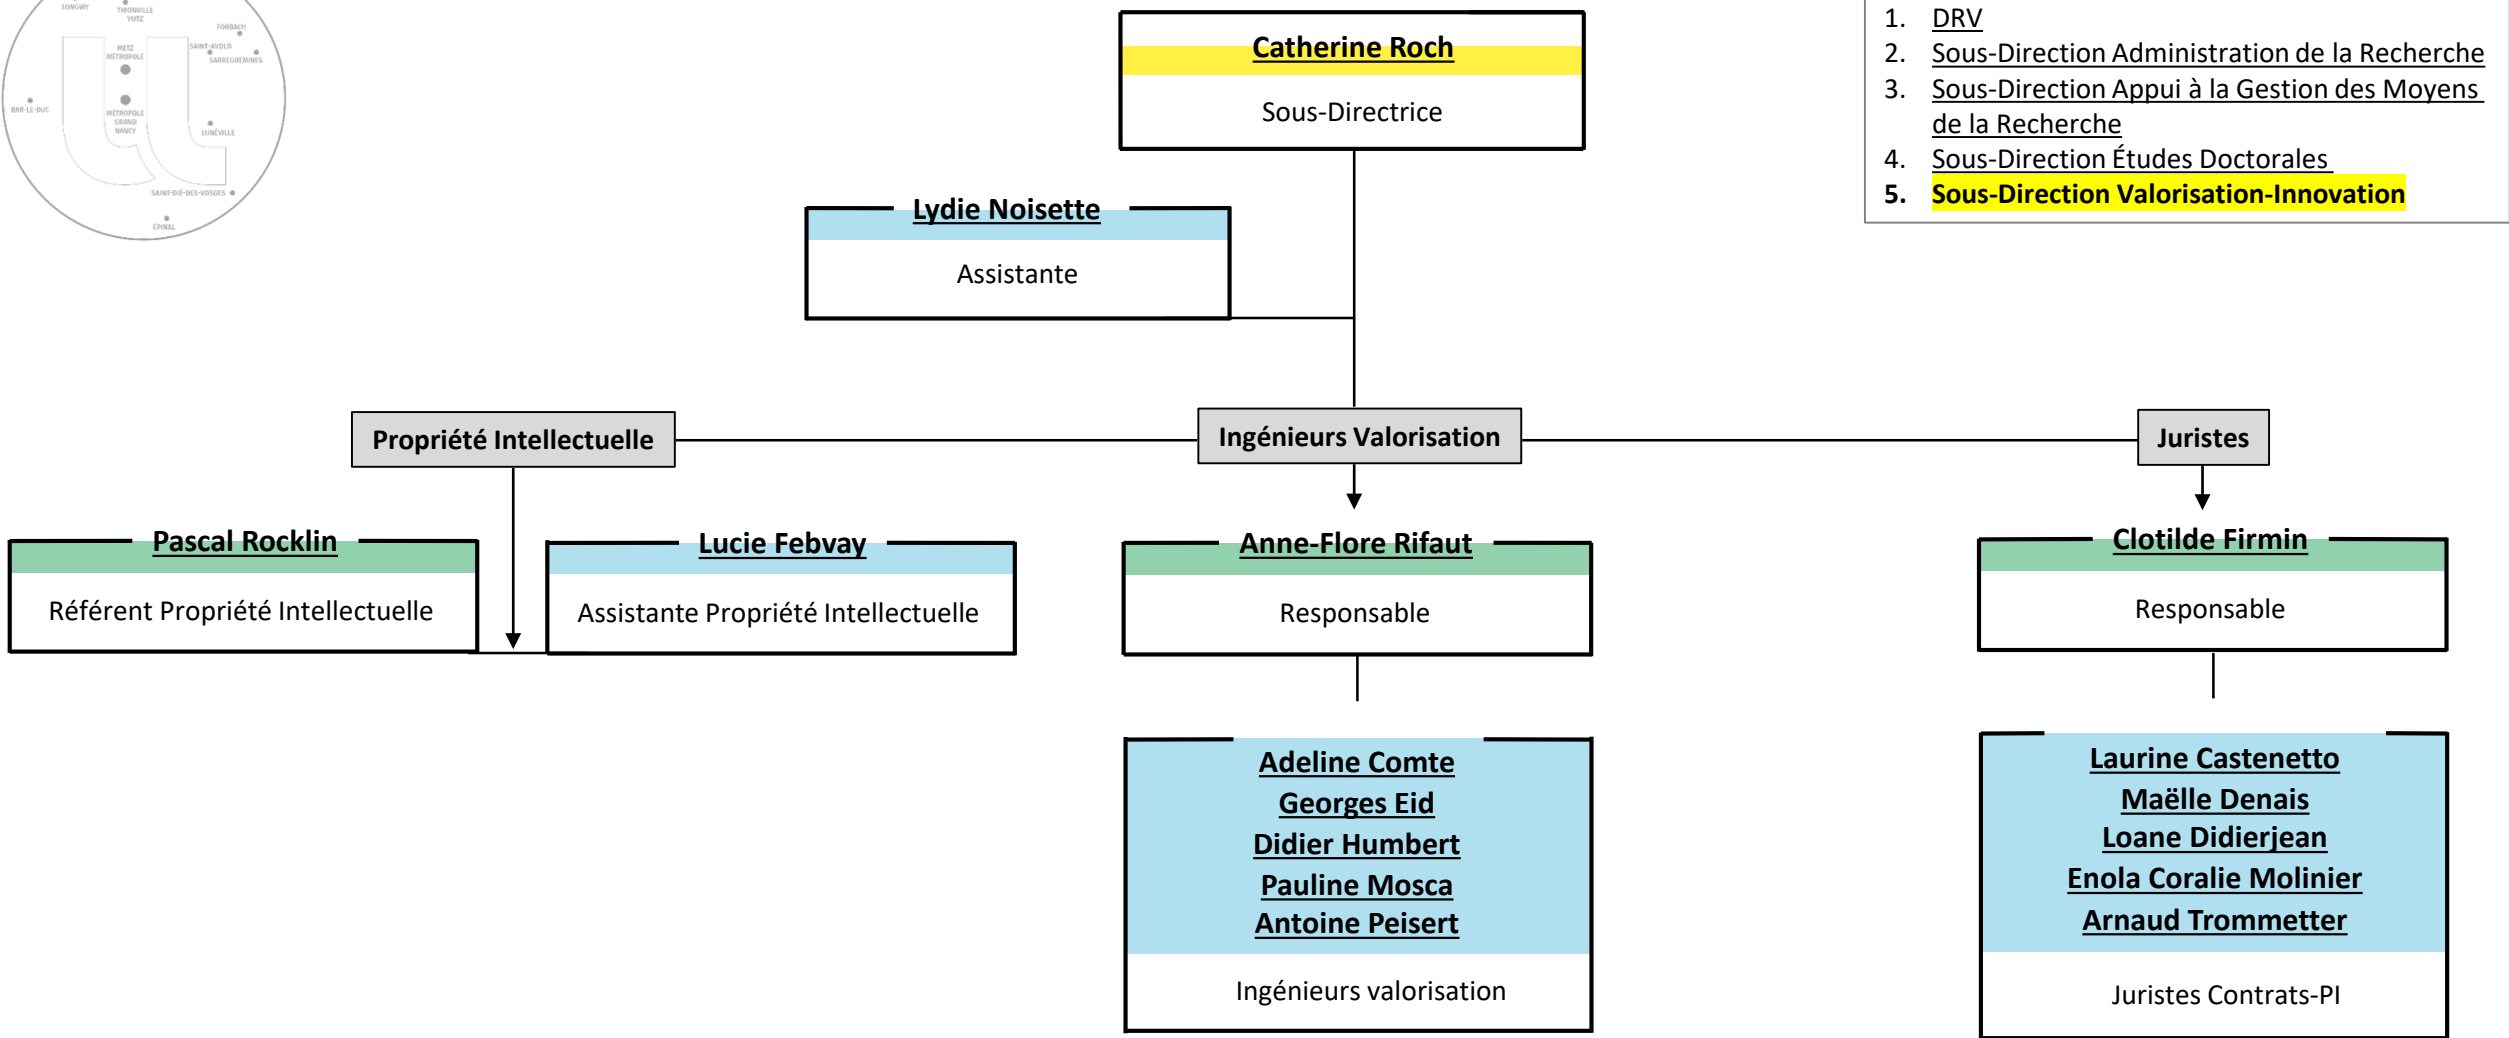 LONGWY
THIONVILLE
YUTZ
FORBACH
METZ
MÉTROPOLE
SAINT-AVOLD
SARREGUEMINES
BAR-LE-DUC
MÉTROPOLE
GRAND
NANCY
LUNÉVILLE
SAINT-DIÉ-DES-VOSGES
ÉPINAL
Catherine Roch
Sous-Directrice
1. DRV
2. Sous-Direction Administration de la Recherche
3. Sous-Direction Appui à la Gestion des Moyens
de la Recherche
4. Sous-Direction Études Doctorales
5. Sous-Direction Valorisation-Innovation
Lydie Noisette
Assistante
Propriété Intellectuelle
Ingénieurs Valorisation
Juristes
Pascal Rocklin
Référent Propriété Intellectuelle
Lucie Febvay
Assistante Propriété Intellectuelle
Anne-Flore Rifaut
Responsable
Clotilde Firmin
Responsable
Adeline Comte
Georges Eid
Didier Humbert
Pauline Mosca
Antoine Peisert
Ingénieurs valorisation
Laurine Castenetto
Maëlle Denais
Loane Didierjean
Enola Coralie Molinier
Arnaud Trommetter
Juristes Contrats-PI